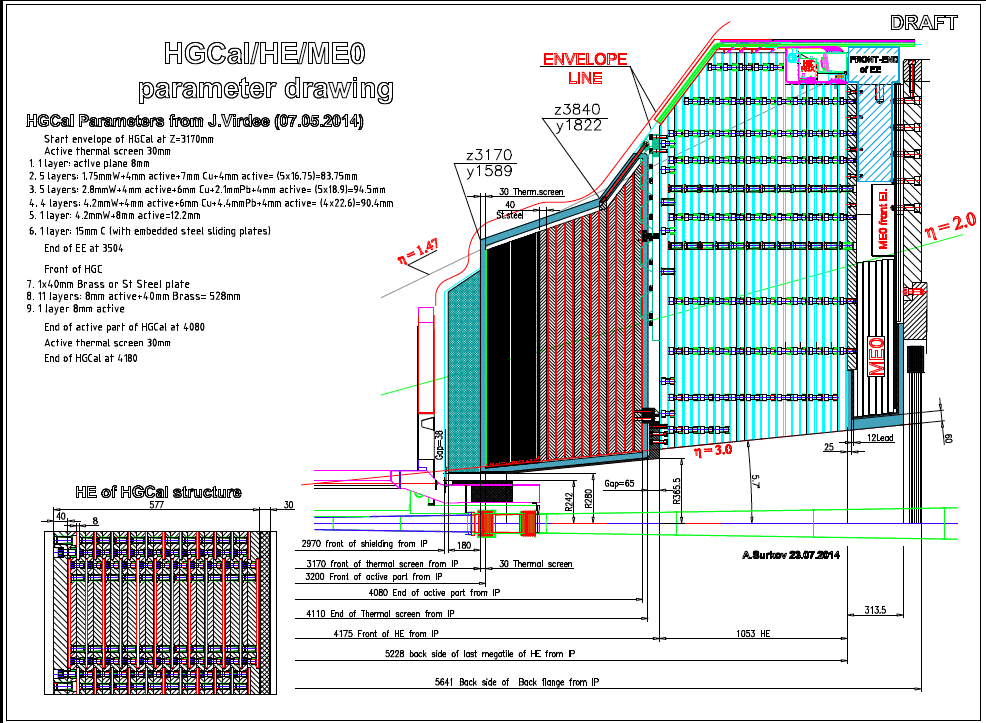 DRAFT
HGCal/HE/ME0
parameter drawing
HGCal Parameters from J.Virdee (07.05.2014)
Start envelope of HGCal at Z=3170mm
Active thermal screen 30mm
1. 1 layer: active plane 8mm
2. 5 layers: 1.75mmW+4mm active+7mm Cu+4mm active= (5x16.75)=83.75mm
3. 5 layers: 2.8mmW+4mm active+6mm Cu+2.1mmPb+4mm active= (5x18.9)=94.5mm
4. 4 layers: 4.2mmW+4mm active+6mm Cu+4.4mmPb+4mm active= (4x22.6)=90.4mm
5. 1 layer: 4.2mmW+8mm active=12.2mm
6. 1 layer: 15mm C (with embedded steel sliding plates)
End of EE at 3504
Front of HGC
7. 1x40mm Brass or St Steel plate
8. 11 layers: 8mm active+40mm Brass= 528mm
9. 1 layer 8mm active
End of active part of HGCal at 4080
Active thermal screen 30mm
End of HGCal at 4180
ENVELOPE
LINE
z3840
y1822
z3170
y1589
30 Therm.screen
40
St.steel
η = 1.47
FRONT-END
of EE
ME0 front El.
η = 2.0
ME0
η = 3.0
5.7°
25
12Lead
60
Gap=38
Gap=65
R242
R280
R365.5
HE of HGCal structure
577
30
40
8
2970 front of shielding from IP
180
3170 front of thermal screen from IP
30 Thermal screen
3200 Front of active part from IP
4080 End of active part from IP
4110 End of Thermal screen from IP
4175 Front of HE from IP
1053 HE
313.5
5228 back side of last megatile of HE from IP
5641 Back side of Back flange from IP
A.Surkov 23.07.2014